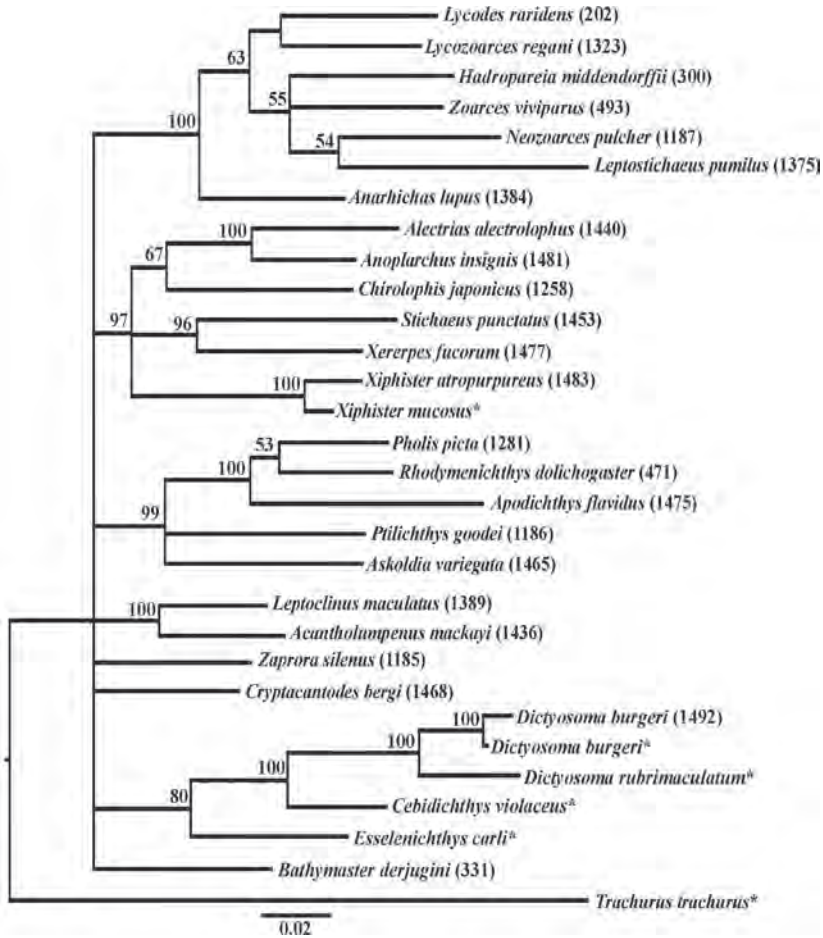 Lycodes raridens (202)
63
Lycozoarces regani (1323)
Hadropareia middendorffii (300)
55
Zoarces viviparus (493)
100
54
Neozoarces pulcher (1187)
Leptostichaeus pumilus (1375)
Anarhichas lupus (1384)
Alectrias alectrolophus (1440)
100
67
Anoplarchus insignis (1481)
Chirolophis japonicus (1258)
97
96
Stichaeus punctatus (1453)
Xererpes fucorum (1477)
100
Xiphister atropurpureus (1483)
Xiphister mucosus*
53
Pholis picta (1281)
100
Rhodymenichthys dolichogaster (471)
Apodichthys flavidus (1475)
99
Ptilichthys goodei (1186)
Askoldia variegata (1465)
100
Leptoclinus maculatus (1389)
Acantholumpenus mackayi (1436)
Zaprora silenus (1185)
Cryptacantodes bergi (1468)
100
Dictyosoma burgeri (1492)
100
Dictyosoma burgeri*
100
Dictyosoma rubrimaculatum*
80
Cebidichthys violaceus*
Esselenichthys carli*
Bathymaster derjugini (331)
Trachurus trachurus*
0.02